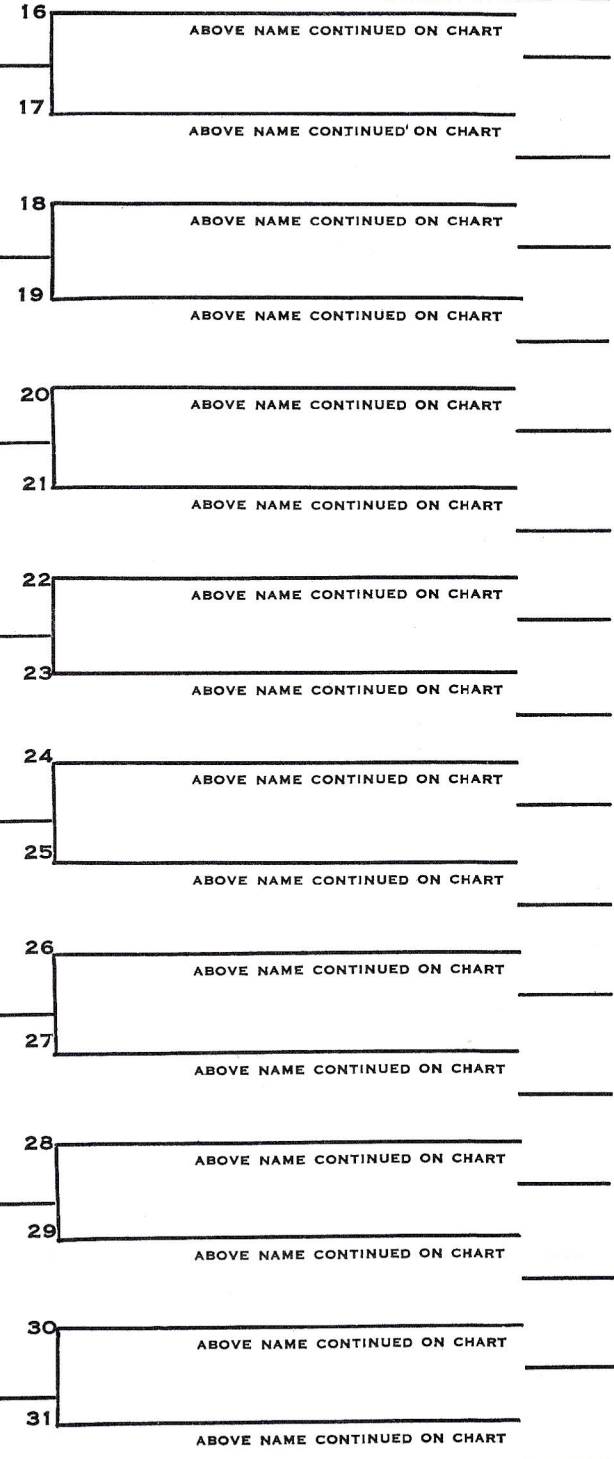 16
ABOVE NAME CONTINUED ON CHART
17
ABOVE NAME CONTINUED' ON CHART
18
ABOVE NAME CONTINUED ON CHART
19
ABOVE NAME CONTINUED ON CHART
20
ABOVE NAME CONTINUED ON CHART
21
ABOVE NAME CONTINUED ON CHART
22
ABOVE NAME CONTINUED ON CHART
23
ABOVE NAME CONTINUED ON CHART
24
ABOVE NAME CONTINUED ON CHART
25
ABOVE NAME CONTINUED ON CHART
26
ABOVE NAME CONTINUED ON CHART
27
ABOVE NAME CONTINUED ON CHART
28
ABOVE NAME CONTINUED ON CHART
29
ABOVE NAME CONTINUED ON CHART
30
ABOVE NAME CONTINUED ON CHART
31
ABOVE NAME CONTINUED ON CHART